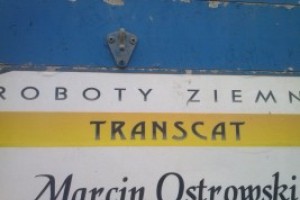 ROBOTY ZIEMN
TRANSCAT
Marcin Ostrowski